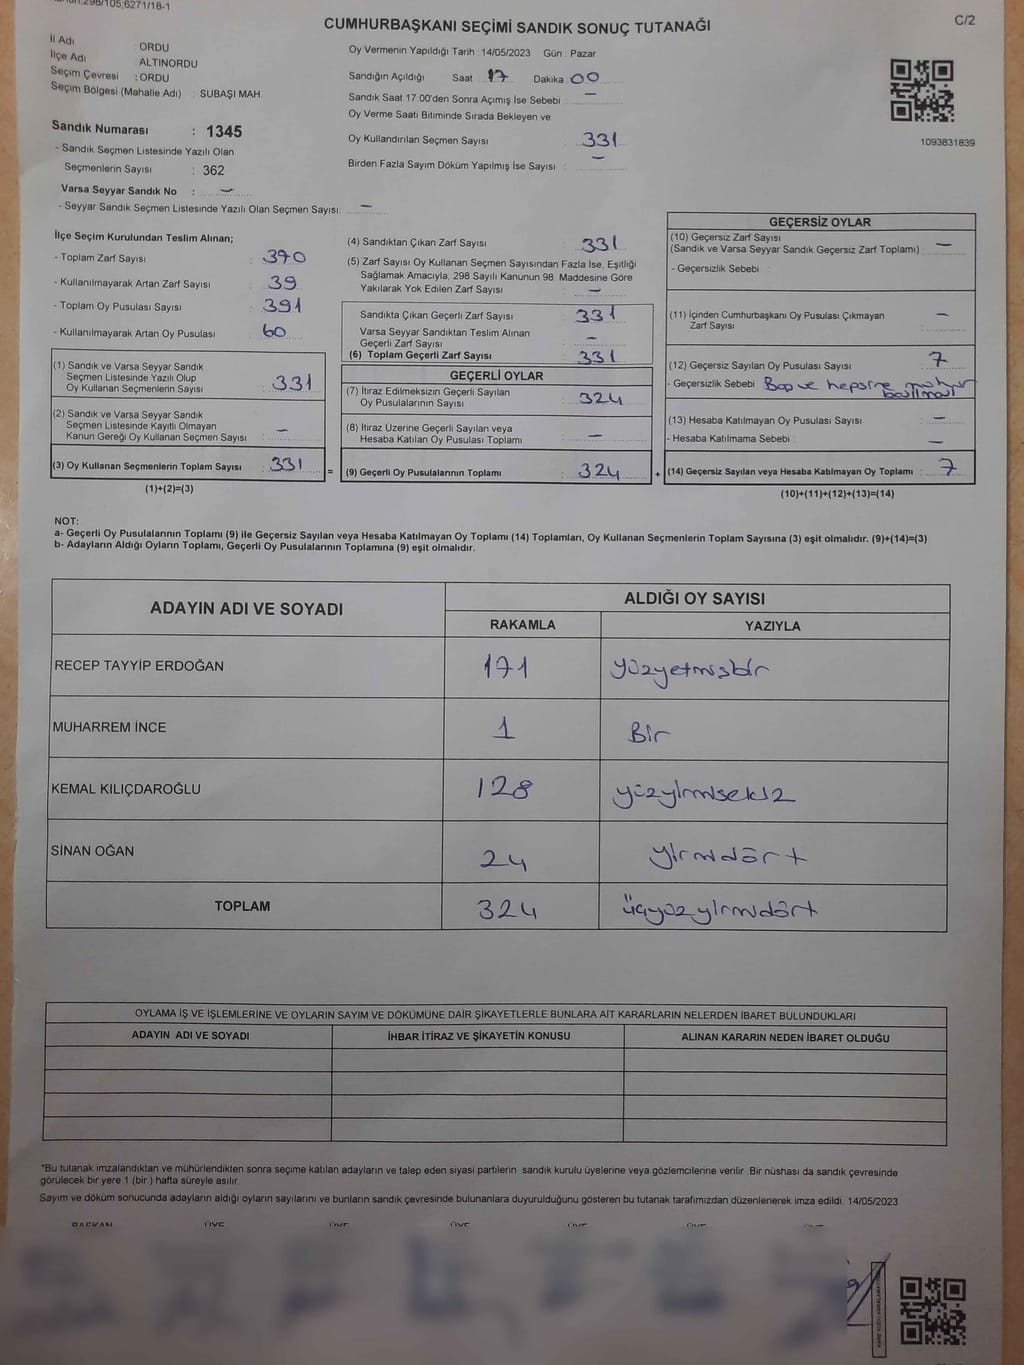 298/105,6271/18-1
C/2
CUMHURBAŞKANI SEÇİMİ SANDIK SONUÇ TUTANAĞI
İl Adı : ORDU
İlçe Adı : ALTINORDU
Seçim Çevresi : ORDU
Seçim Bölgesi (Mahalle Adı) : SUBAŞI MAH.
Sandık Numarası : 1345
- Sandık Seçmen Listesinde Yazılı Olan
Seçmenlerin Sayısı : 362
Varsa Seyyar Sandık No : —
- Seyyar Sandık Seçmen Listesinde Yazılı Olan Seçmen Sayısı: —
Oy Vermenin Yapıldığı Tarih : 14/05/2023 Gün : Pazar
Sandığın Açıldığı Saat 17 Dakika 00
Sandık Saat 17:00'den Sonra Açımış İse Sebebi : —
Oy Verme Saati Bitiminde Sırada Bekleyen ve
Oy Kullandırılan Seçmen Sayısı : 331
Birden Fazla Sayım Döküm Yapılmış İse Sayısı : —
1093831839
İlçe Seçim Kurulundan Teslim Alınan;
- Toplam Zarf Sayısı : 370
- Kullanılmayarak Artan Zarf Sayısı : 39
- Toplam Oy Pusulası Sayısı : 391
- Kullanılmayarak Artan Oy Pusulası : 60
(1) Sandık ve Varsa Seyyar Sandık
Seçmen Listesinde Yazılı Olup
Oy Kullanan Seçmenlerin Sayısı : 331
(2) Sandık ve Varsa Seyyar Sandık
Seçmen Listesinde Kayıtlı Olmayan
Kanun Gereği Oy Kullanan Seçmen Sayısı : —
(3) Oy Kullanan Seçmenlerin Toplam Sayısı : 331
(1)+(2)=(3)
=
(4) Sandıktan Çıkan Zarf Sayısı : 331
(5) Zarf Sayısı Oy Kullanan Seçmen Sayısından Fazla İse, Eşitliği
Sağlamak Amacıyla, 298 Sayılı Kanunun 98. Maddesine Göre
Yakılarak Yok Edilen Zarf Sayısı : —
Sandıkta Çıkan Geçerli Zarf Sayısı : 331
Varsa Seyyar Sandıktan Teslim Alınan
Geçerli Zarf Sayısı : —
(6) Toplam Geçerli Zarf Sayısı : 331
GEÇERLİ OYLAR
(7) İtiraz Edilmeksizin Geçerli Sayılan
Oy Pusulalarının Sayısı : 324
(8) İtiraz Üzerine Geçerli Sayılan veya
Hesaba Katılan Oy Pusulası Toplamı : —
(9) Geçerli Oy Pusulalarının Toplamı : 324
+
GEÇERSİZ OYLAR
(10) Geçersiz Zarf Sayısı
(Sandık ve Varsa Seyyar Sandık Geçersiz Zarf Toplamı) : —
- Geçersizlik Sebebi :
(11) İçinden Cumhurbaşkanı Oy Pusulası Çıkmayan
Zarf Sayısı : —
(12) Geçersiz Sayılan Oy Pusulası Sayısı : 7
- Geçersizlik Sebebi : Boş ve hepsine mühür
basılması
(13) Hesaba Katılmayan Oy Pusulası Sayısı : —
- Hesaba Katılmama Sebebi : —
(14) Geçersiz Sayılan veya Hesaba Katılmayan Oy Toplamı : 7
(10)+(11)+(12)+(13)=(14)
NOT:
a- Geçerli Oy Pusulalarının Toplamı (9) ile Geçersiz Sayılan veya Hesaba Katılmayan Oy Toplamı (14) Toplamları, Oy Kullanan Seçmenlerin Toplam Sayısına (3) eşit olmalıdır. (9)+(14)=(3)
b- Adayların Aldığı Oyların Toplamı, Geçerli Oy Pusulalarının Toplamına (9) eşit olmalıdır.
ADAYIN ADI VE SOYADI
ALDIĞI OY SAYISI
RAKAMLA YAZIYLA
RECEP TAYYİP ERDOĞAN 171 yüzyetmişbir
MUHARREM İNCE 1 Bir
KEMAL KILIÇDAROĞLU 128 yüzyirmisekiz
SİNAN OĞAN 24 yirmidört
TOPLAM 324 üçyüzyirmidört
OYLAMA İŞ VE İŞLEMLERİNE VE OYLARIN SAYIM VE DÖKÜMÜNE DAİR ŞİKAYETLERLE BUNLARA AİT KARARLARIN NELERDEN İBARET BULUNDUKLARI
ADAYIN ADI VE SOYADI İHBAR İTİRAZ VE ŞİKAYETİN KONUSU ALINAN KARARIN NEDEN İBARET OLDUĞU
*Bu tutanak imzalandıktan ve mühürlendikten sonra seçime katılan adayların ve talep eden siyasi partilerin sandık kurulu üyelerine veya gözlemcilerine verilir. Bir nüshası da sandık çevresinde
görülecek bir yere 1 (bir ) hafta süreyle asılır.
Sayım ve döküm sonucunda adayların aldığı oyların sayılarını ve bunların sandık çevresinde bulunanlara duyurulduğunu gösteren bu tutanak tarafımızdan düzenlenerek imza edildi. 14/05/2023
BAŞKAN ÜYE ÜYE ÜYE ÜYE ÜYE ÜYE